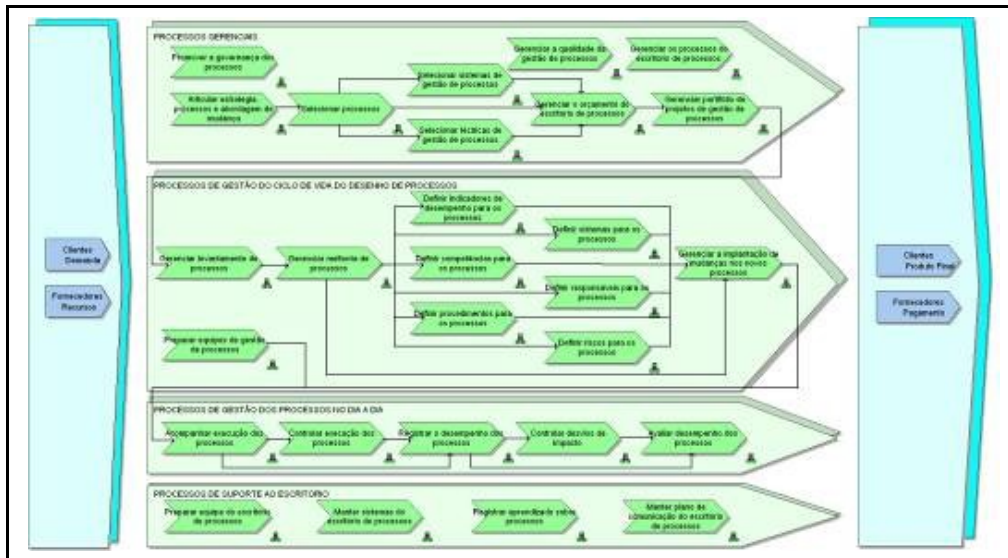 PROCESSOS GERENCIAIS
Promover a governança dos
processos
Gerenciar a qualidade da
gestão de processos
Gerenciar os processos do
escritório de processos
Selecionar sistemas de
gestão de processos
Articular estratégia,
processos e abordagem de
mudança
Selecionar processos
Gerenciar o orçamento do
escritório de processos
Gerenciar portfólio de
projetos de gestão de
processos
Selecionar técnicas de
gestão de processos
PROCESSOS DE GESTÃO DO CICLO DE VIDA DO DESENHO DE PROCESSOS
Definir indicadores de
desempenho para os
processos
Definir sistemas para os
processos
Clientes
Demanda
Gerenciar levantamento de
processos
Gerenciar melhoria de
processos
Definir competências para os
processos
Gerenciar a implantação de
mudanças nos novos
processos
Clientes
Produto Final
Definir responsáveis para os
processos
Fornecedores
Recursos
Fornecedores
Pagamento
Definir procedimentos para
os processos
Preparar equipes de gestão
de processos
Definir riscos para os
processos
PROCESSOS DE GESTÃO DOS PROCESSOS NO DIA A DIA
Acompanhar execução dos
processos
Controlar execução dos
processos
Registrar o desempenho dos
processos
Controlar desvios de
impacto
Avaliar desempenho dos
processos
PROCESSOS DE SUPORTE AO ESCRITÓRIO
Preparar equipe do escritório
de processos
Manter sistemas do
escritório de processos
Registrar aprendizado sobre
processos
Manter plano de
comunicação do escritório
de processos